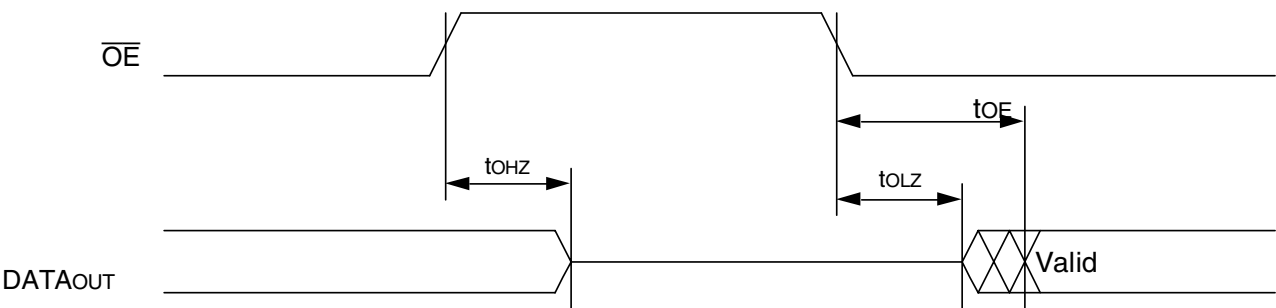 OE
tOE
tOHZ
tOLZ
DATAOUT
Valid